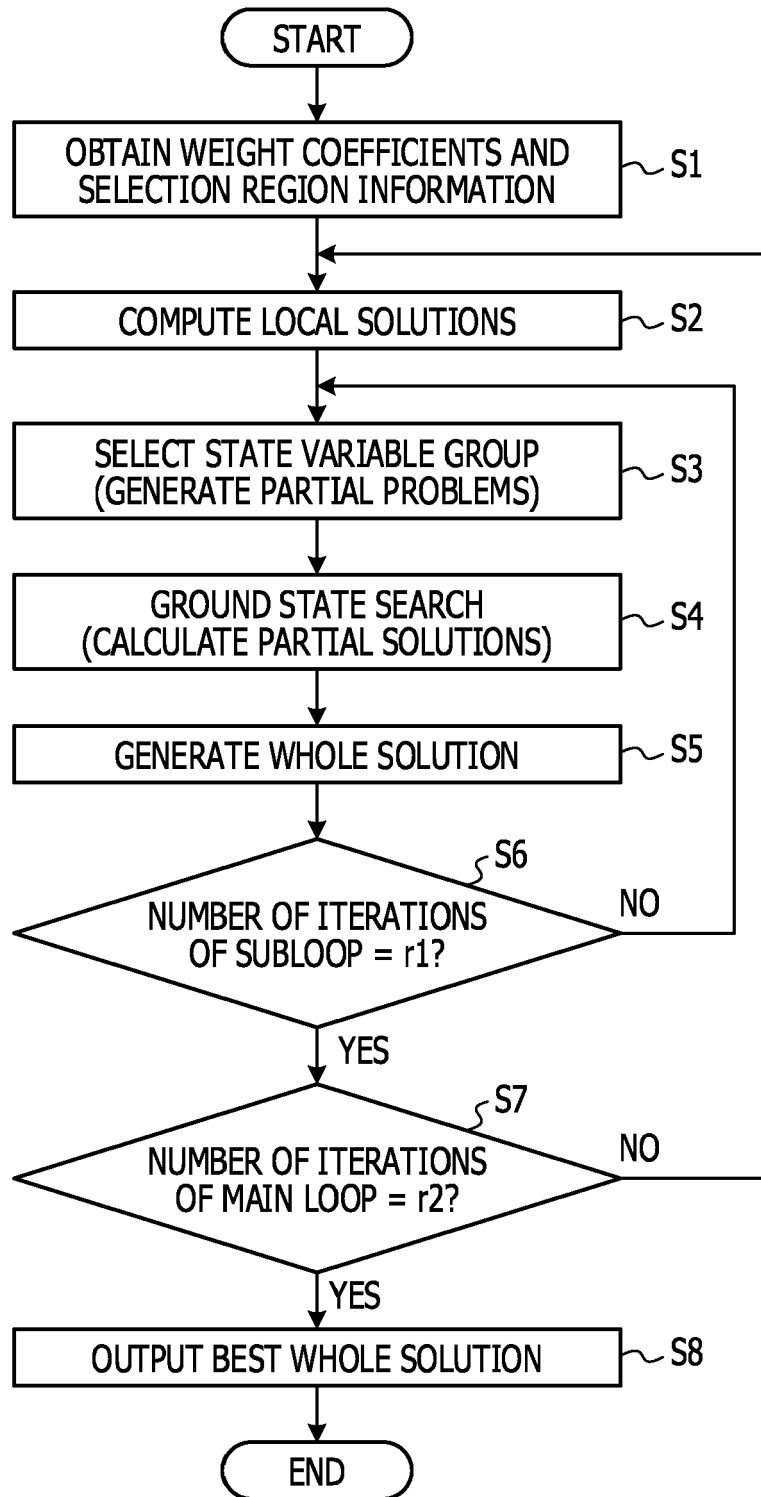 START
OBTAIN WEIGHT COEFFICIENTS AND
SELECTION REGION INFORMATION
S1
COMPUTE LOCAL SOLUTIONS
S2
SELECT STATE VARIABLE GROUP
(GENERATE PARTIAL PROBLEMS)
S3
GROUND STATE SEARCH
(CALCULATE PARTIAL SOLUTIONS)
S4
GENERATE WHOLE SOLUTION
S5
S6
NUMBER OF ITERATIONS
OF SUBLOOP = r1?
NO
YES
S7
NUMBER OF ITERATIONS
OF MAIN LOOP = r2?
NO
YES
OUTPUT BEST WHOLE SOLUTION
S8
END